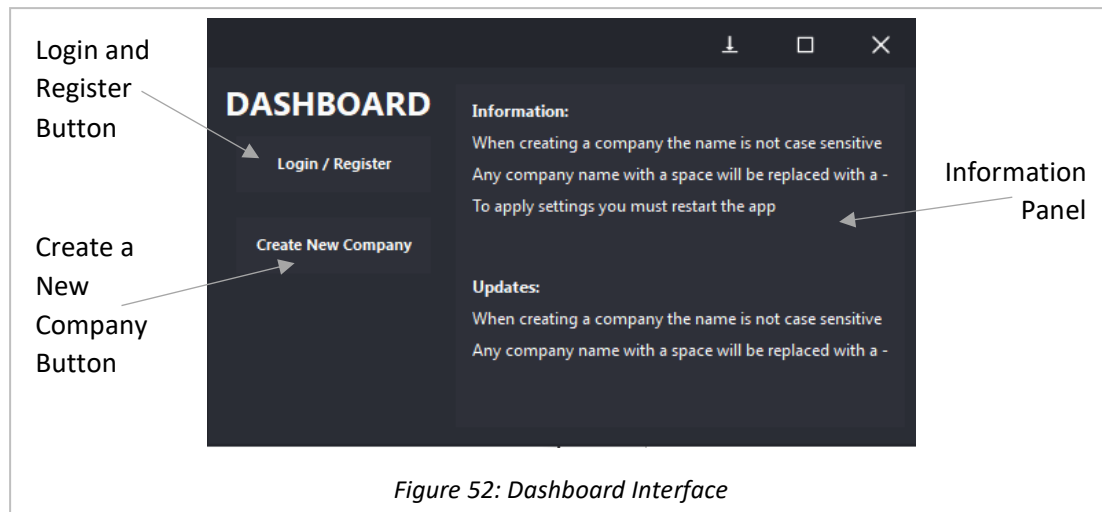 Login and
Register
Button
Create a
New
Company
Button
DASHBOARD
Login / Register
Create New Company
Information:
When creating a company the name is not case sensitive
Any company name with a space will be replaced with a -
To apply settings you must restart the app
Updates:
When creating a company the name is not case sensitive
Any company name with a space will be replaced with a -
Information
Panel
Figure 52: Dashboard Interface